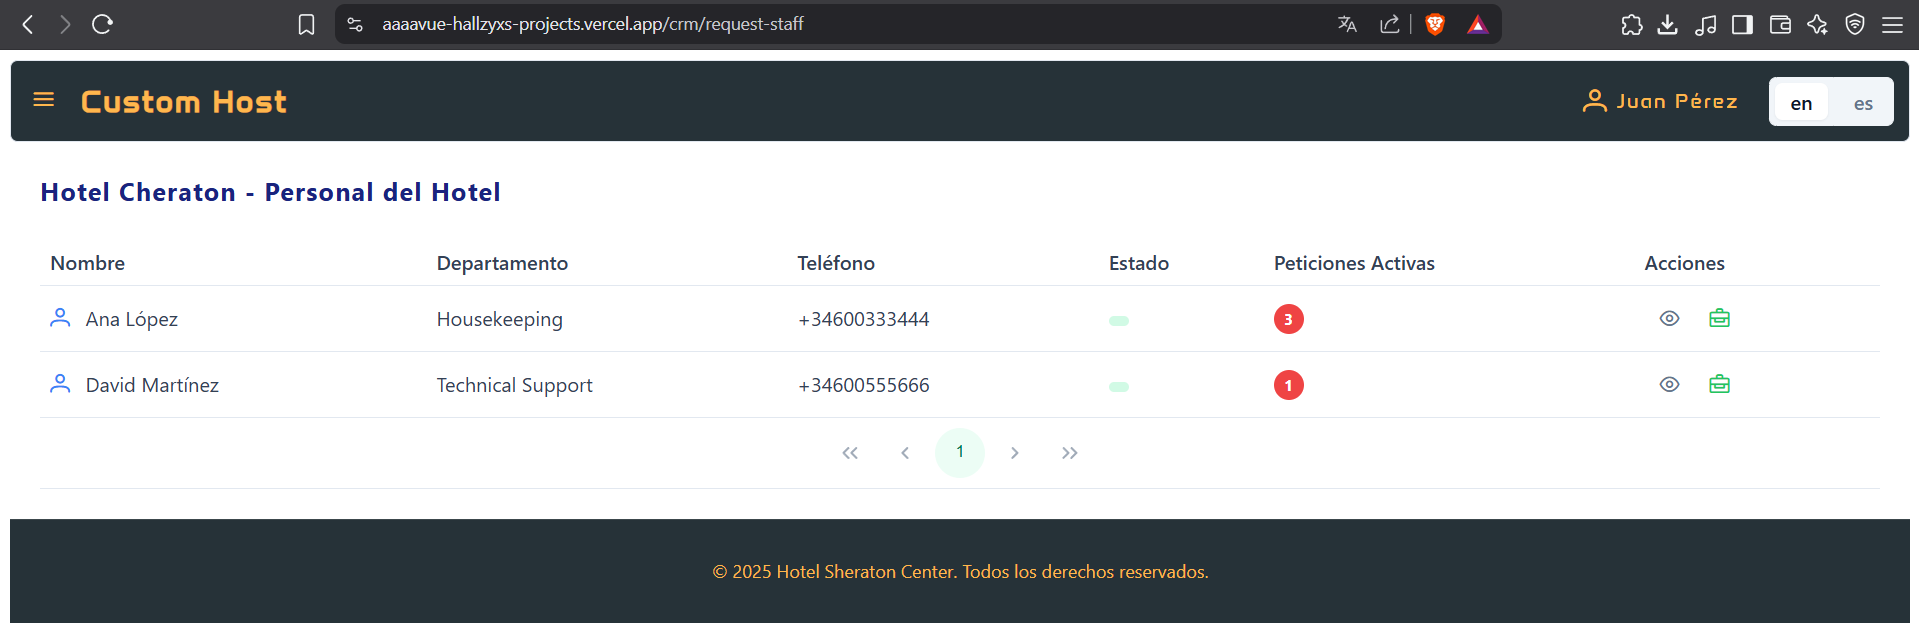 aaaavue-hallzyxs-projects.vercel.app/crm/request-staff
Custom Host
Juan Pérez
en es
Hotel Cheraton - Personal del Hotel
Nombre Departamento Teléfono Estado Peticiones Activas Acciones
Ana López Housekeeping +34600333444 3
David Martínez Technical Support +34600555666 1
1
© 2025 Hotel Sheraton Center. Todos los derechos reservados.